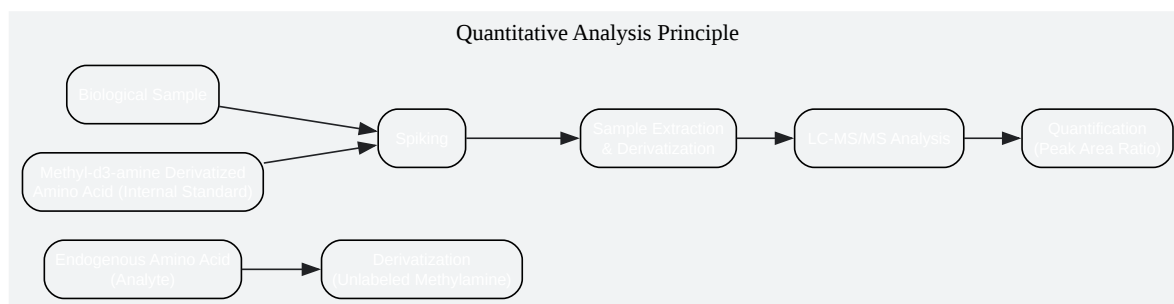 Quantitative Analysis Principle
Biological Sample
Methyl-d3-amine Derivatized
Amino Acid (Internal Standard)
Spiking
Sample Extraction
& Derivatization
LC-MS/MS Analysis
Quantification
(Peak Area Ratio)
Endogenous Amino Acid
(Analyte)
Derivatization
(Unlabeled Methylamine)